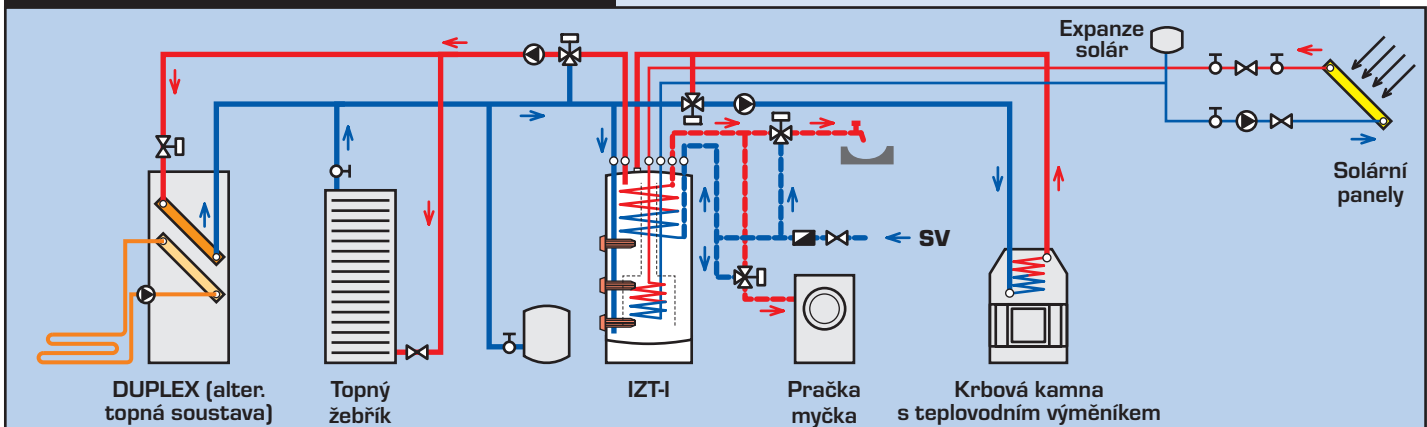 Expanze
solár
Solární
panely
SV
DUPLEX (alter.
topná soustava)
Topný
žebřík
IZT-I
Pračka
myčka
Krbová kamna
s teplovodním výměníkem